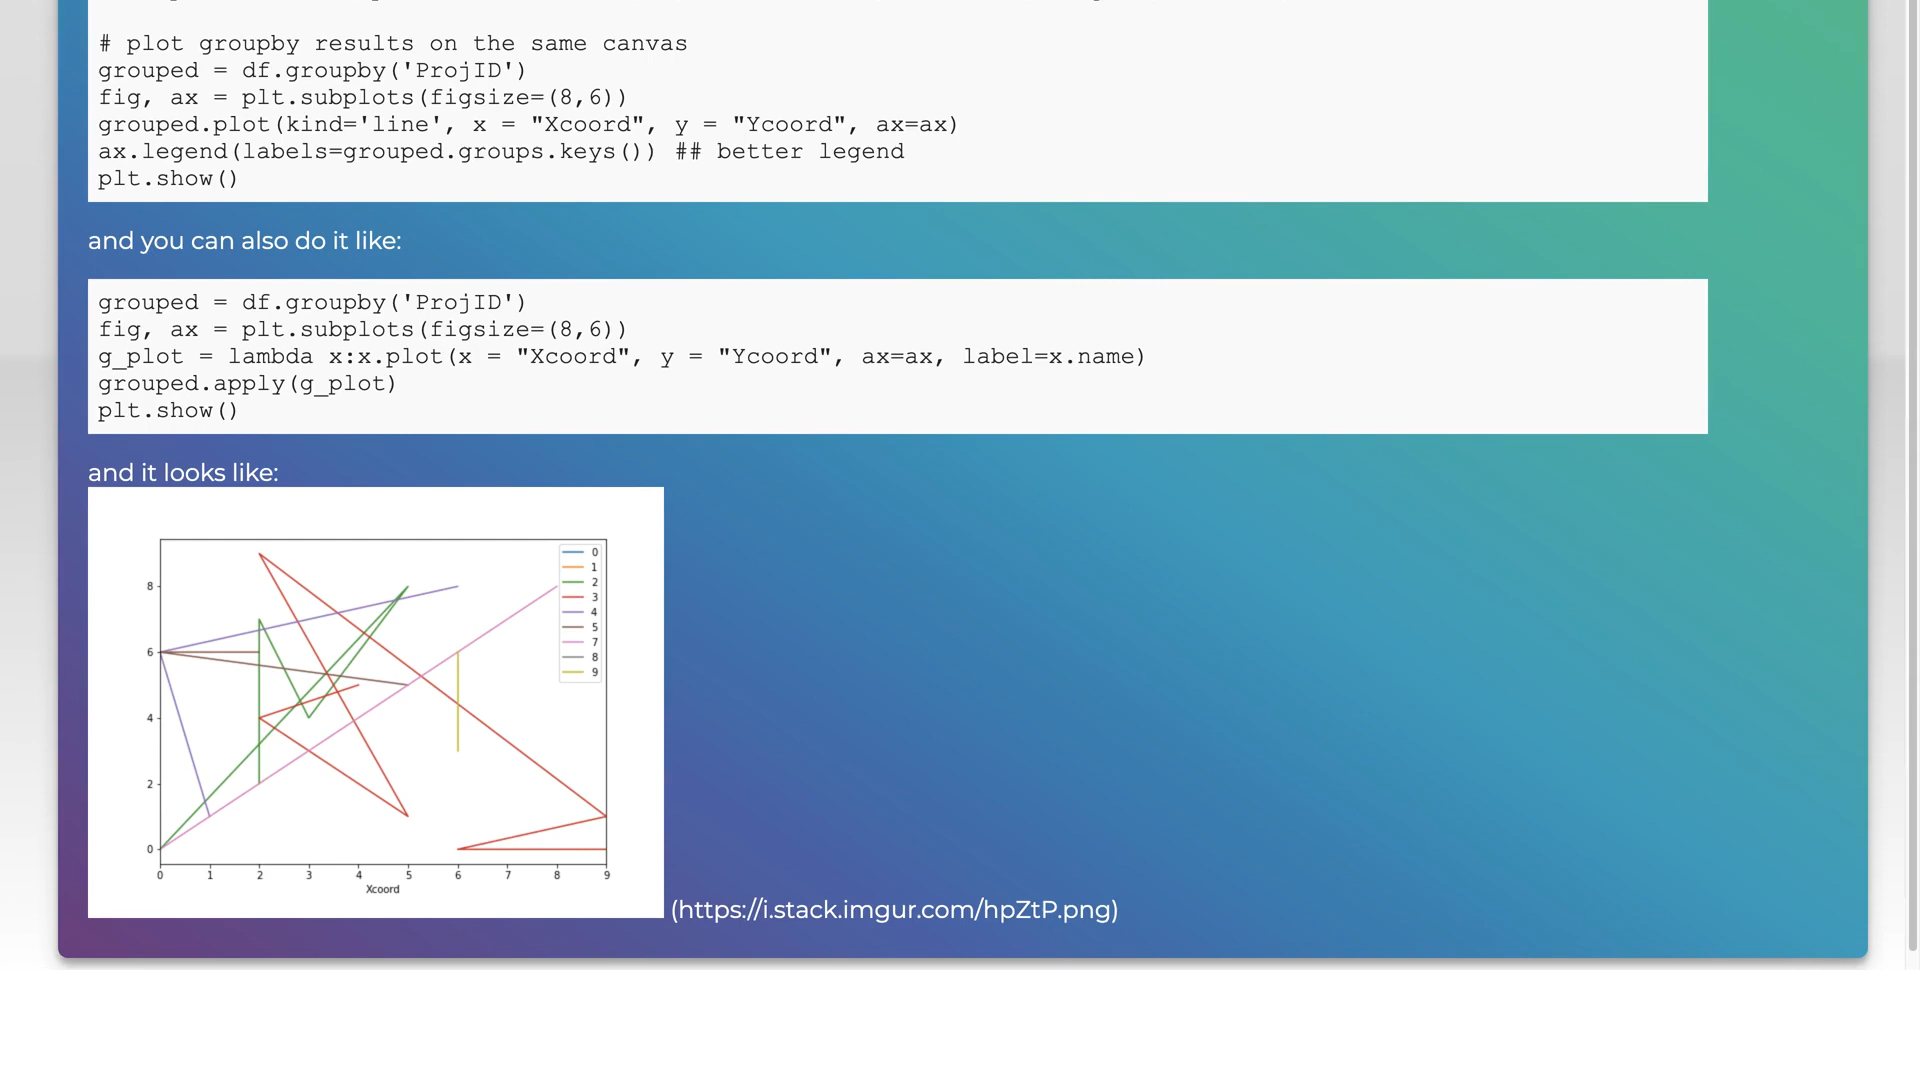 # plot groupby results on the same canvas
grouped = df.groupby('ProjID')
fig, ax = plt.subplots(figsize=(8,6))
grouped.plot(kind='line', x = "Xcoord", y = "Ycoord", ax=ax)
ax.legend(labels=grouped.groups.keys()) ## better legend
plt.show()
and you can also do it like:
grouped = df.groupby('ProjID')
fig, ax = plt.subplots(figsize=(8,6))
g_plot = lambda x:x.plot(x = "Xcoord", y = "Ycoord", ax=ax, label=x.name)
grouped.apply(g_plot)
plt.show()
and it looks like:
0
1
2
3
4
5
7
8
9
8
6
4
2
0
0 1 2 3 4 5 6 7 8 9
Xcoord
(https://i.stack.imgur.com/hpZtP.png)